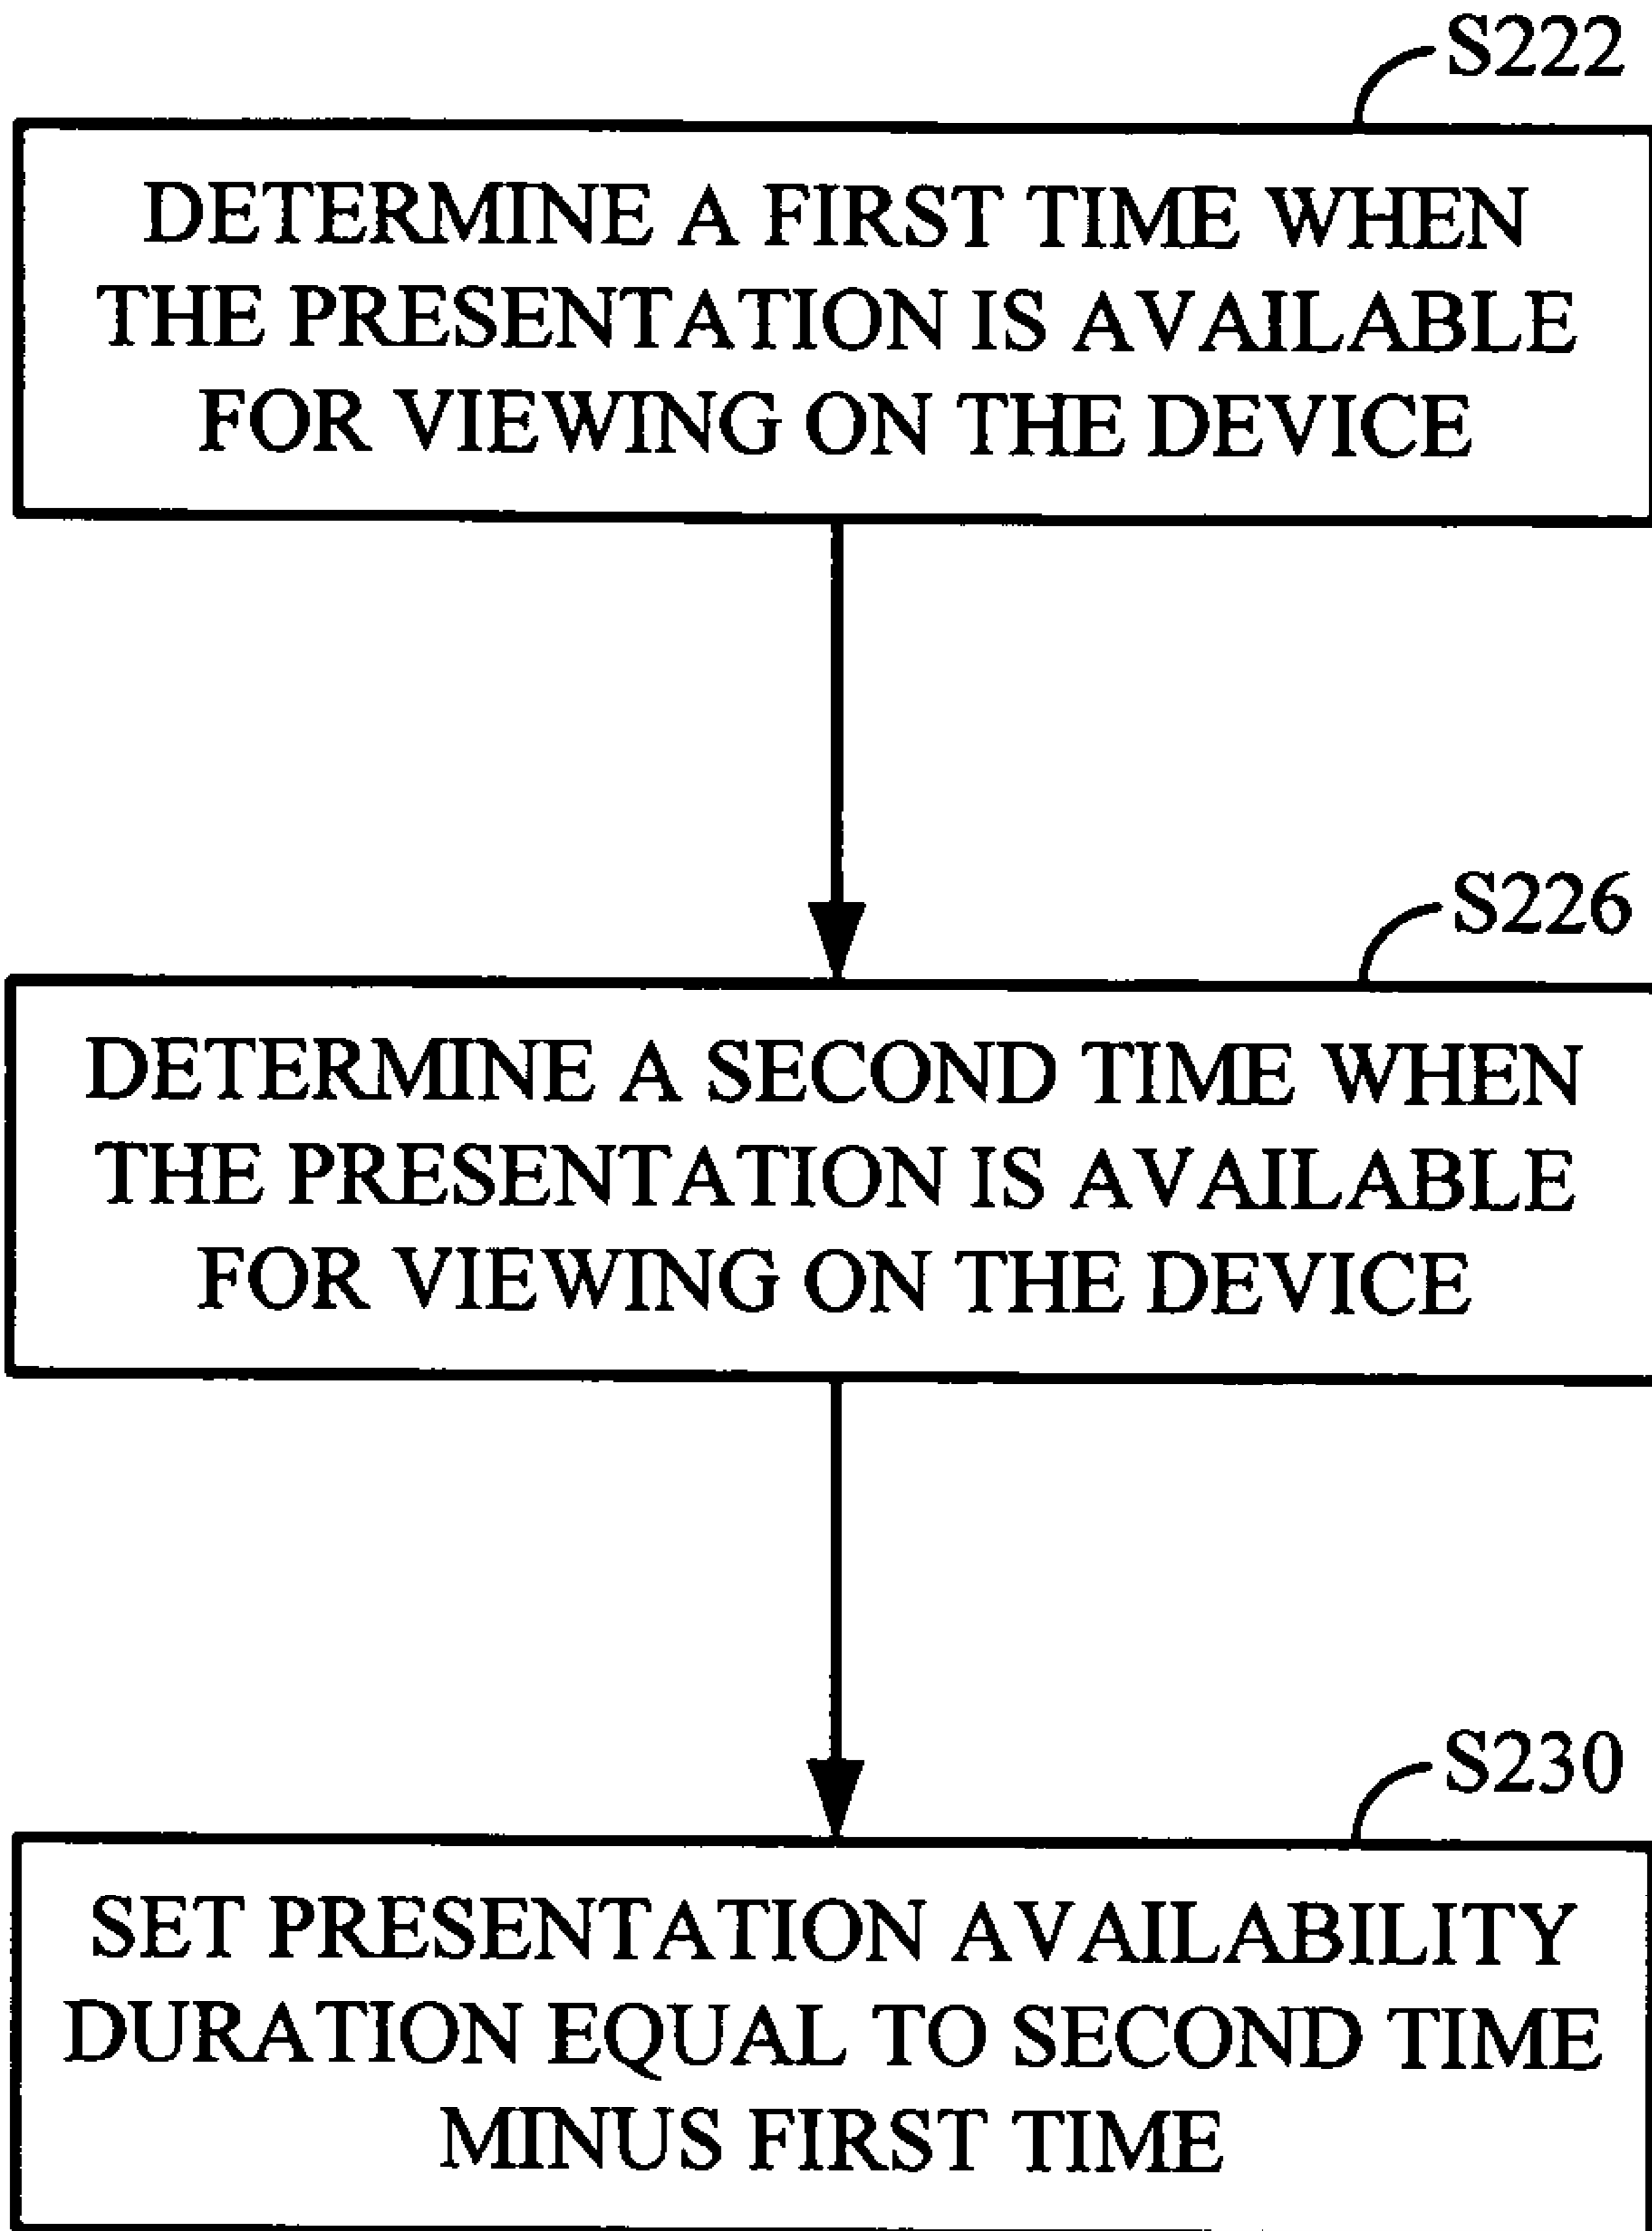 S222
DETERMINE A FIRST TIME WHEN
THE PRESENTATION IS AVAILABLE
FOR VIEWING ON THE DEVICE
S226
DETERMINE A SECOND TIME WHEN
THE PRESENTATION IS AVAILABLE
FOR VIEWING ON THE DEVICE
S230
SET PRESENTATION AVAILABILITY
DURATION EQUAL TO SECOND TIME
MINUS FIRST TIME